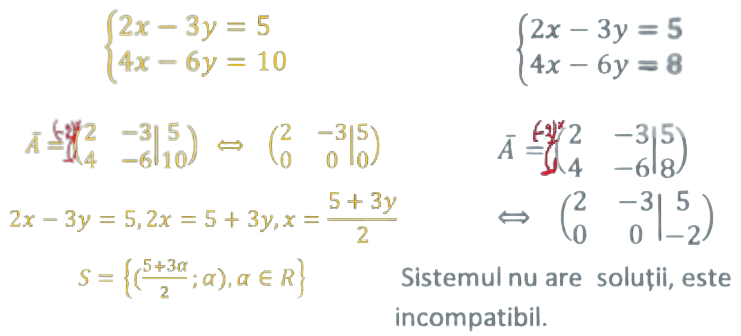 {2x − 3y = 5
{4x − 6y = 10
Ā = (-2)* (2 −3|5
4 −6|10) ⇔ (2 −3|5
0 0|0)
2x − 3y = 5, 2x = 5 + 3y, x = (5 + 3y)/2
S = {((5+3α)/2 ; α), α ∈ R}
{2x − 3y = 5
{4x − 6y = 8
Ā = (-2)* (2 −3|5
4 −6|8)
⇔ (2 −3|5
0 0|−2)
Sistemul nu are soluții, este
incompatibil.